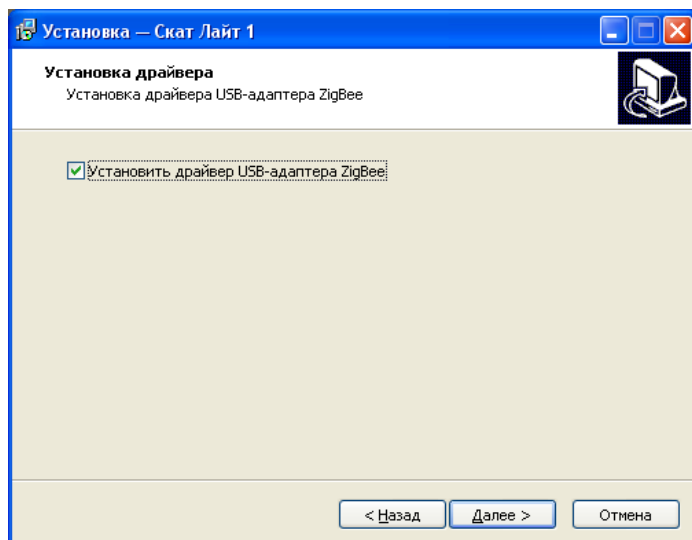 Установка — Скат Лайт 1
Установка драйвера
Установка драйвера USB-адаптера ZigBee
Установить драйвер USB-адаптера ZigBee
< Назад
Далее >
Отмена